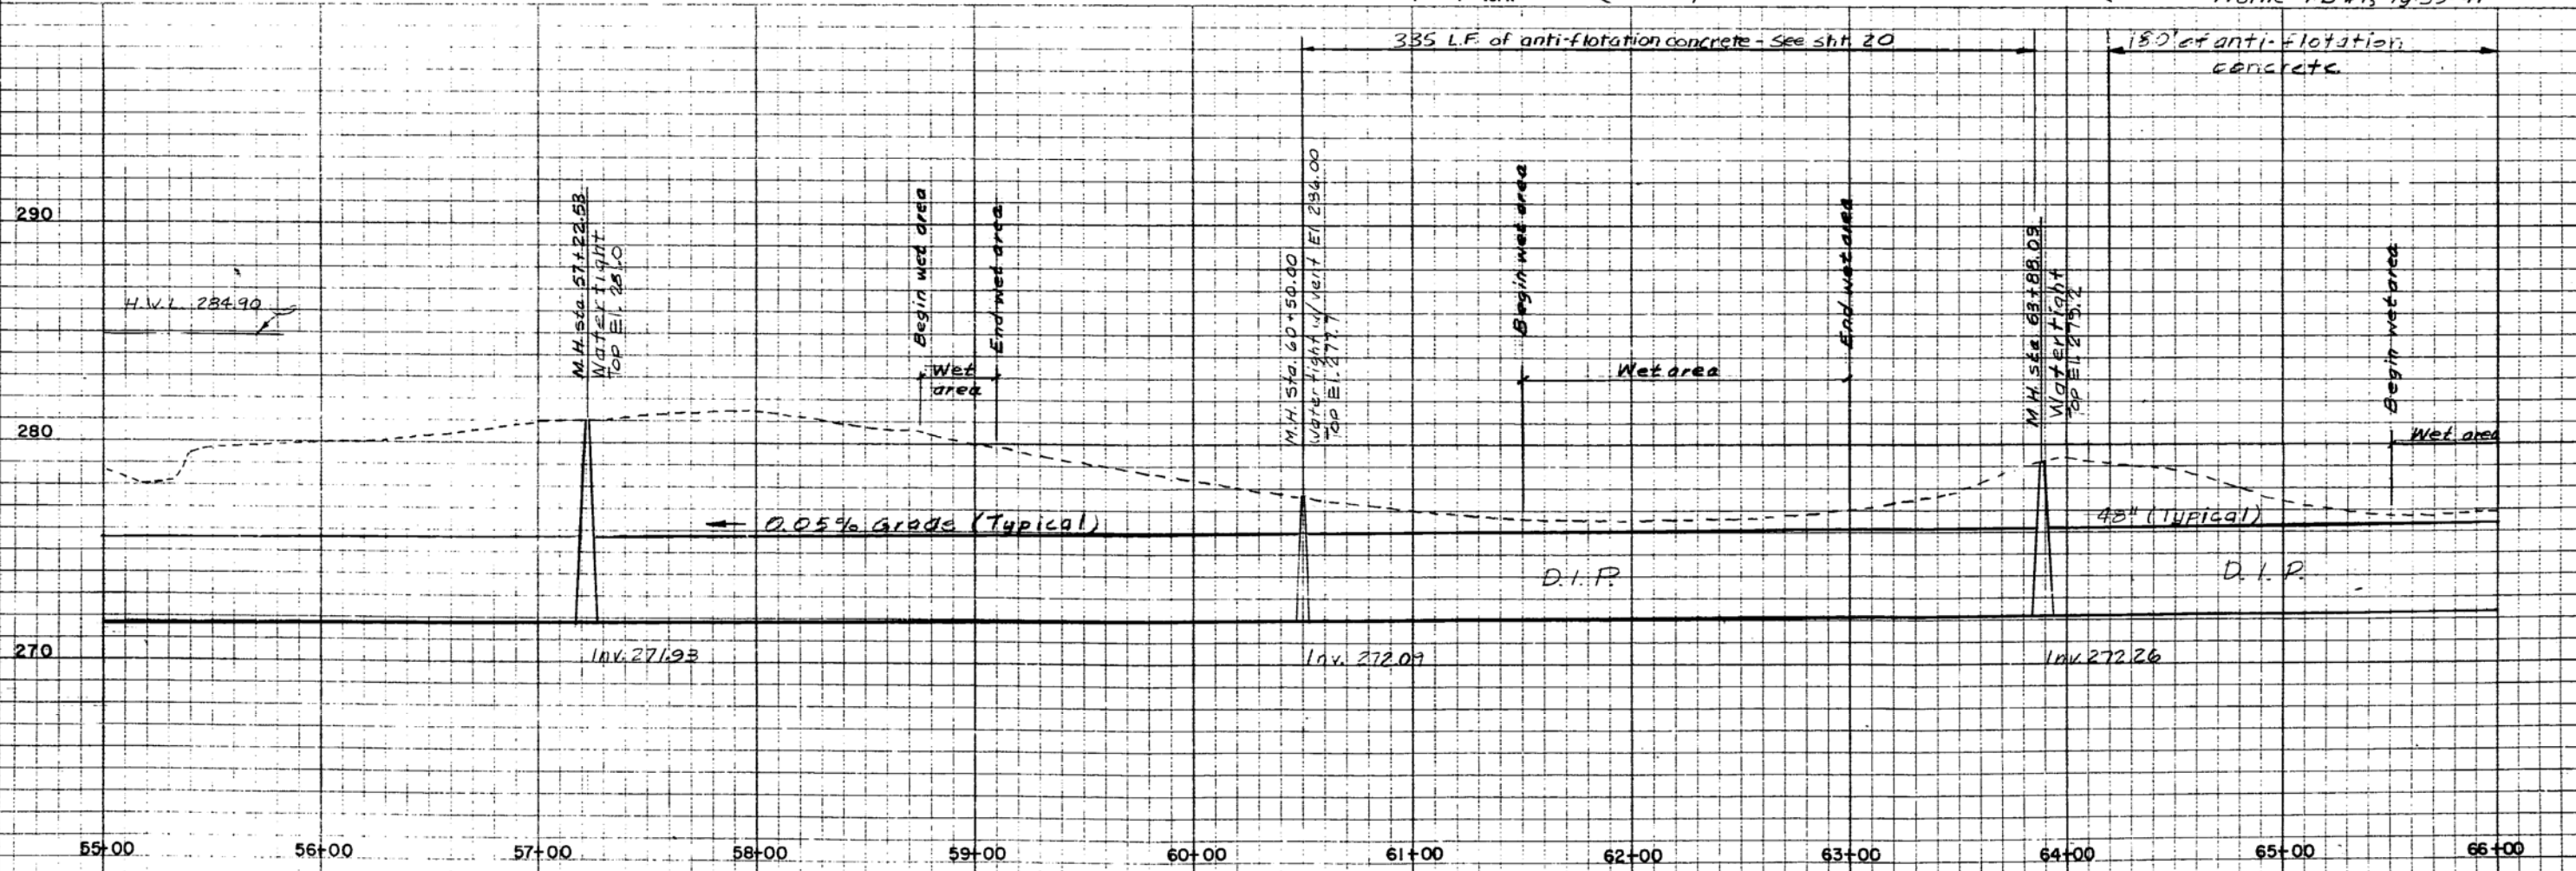 335 L.F. of anti-flotation concrete - See sht. 20
180' of anti-flotation
concrete
290
280
270
H.W.L. 284.90
M.H. sta. 57+22.53
Watertight
Top El. 281.0
Begin wet area
End wet area
Wet
area
M.H. Sta. 60+50.00
Watertight w/vent El 286.00
Top El. 277.7
Begin wet area
End wet area
Wet area
M.H. sta 63+88.09
Watertight
Top El. 279.2
Begin wet area
Wet area
0.05% Grade (Typical)
48" (Typical)
D.I.P.
D.I.P.
Inv. 271.93
Inv. 272.09
Inv. 272.26
55+00
56+00
57+00
58+00
59+00
60+00
61+00
62+00
63+00
64+00
65+00
66+00